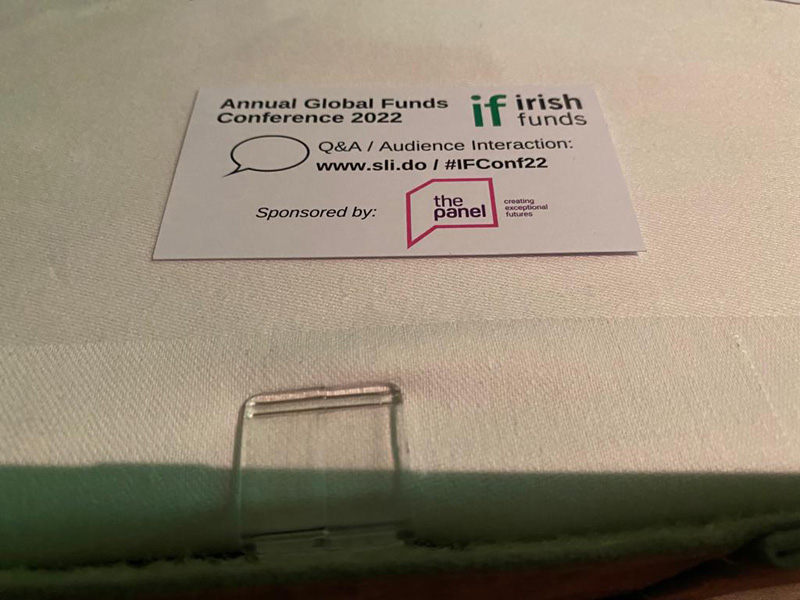 Annual Global Funds
Conference 2022
if irish
funds
Q&A / Audience Interaction:
www.sli.do / #IFConf22
Sponsored by:
the
panel
creating
exceptional
futures